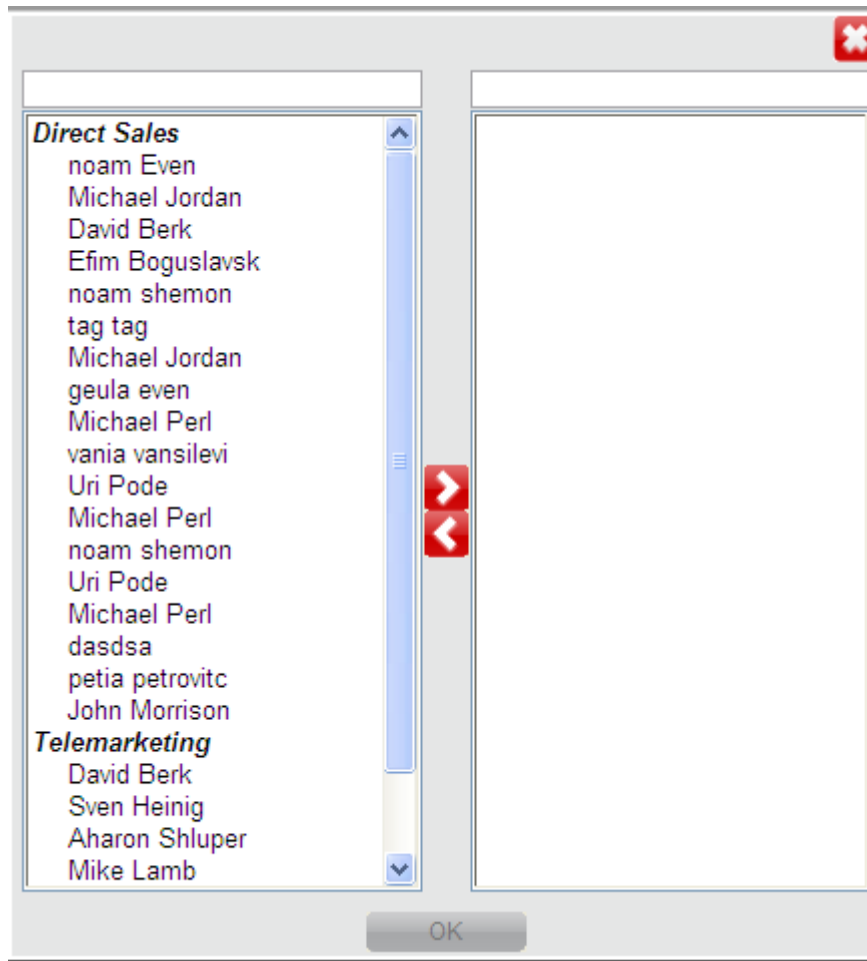 Direct Sales
noam Even
Michael Jordan
David Berk
Efim Boguslavsk
noam shemon
tag tag
Michael Jordan
geula even
Michael Perl
vania vansilevi
Uri Pode
Michael Perl
noam shemon
Uri Pode
Michael Perl
dasdsa
petia petrovitc
John Morrison
Telemarketing
David Berk
Sven Heinig
Aharon Shluper
Mike Lamb
OK